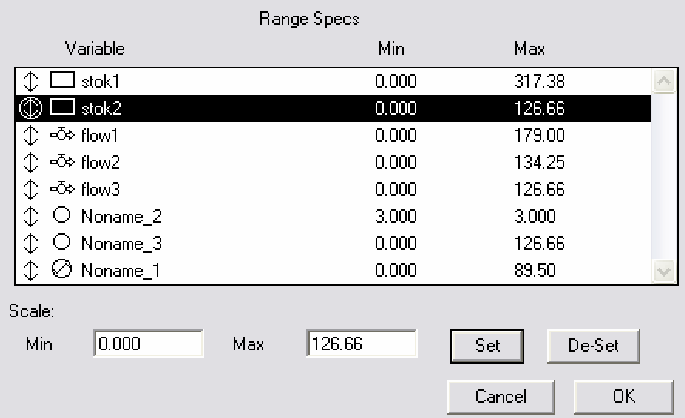 Range Specs
Variable Min Max
stok1 0.000 317.38
stok2 0.000 126.66
flow1 0.000 179.00
flow2 0.000 134.25
flow3 0.000 126.66
Noname_2 3.000 3.000
Noname_3 0.000 126.66
Noname_1 0.000 89.50
Scale:
Min 0.000 Max 126.66 Set De-Set
Cancel OK